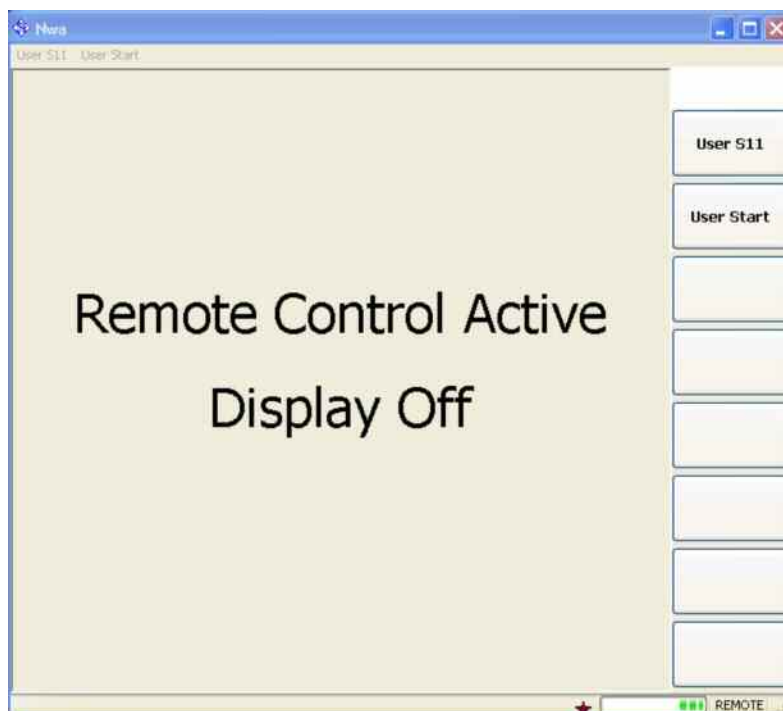 Nwa
User S11 User Start
User S11
User Start
Remote Control Active
Display Off
REMOTE